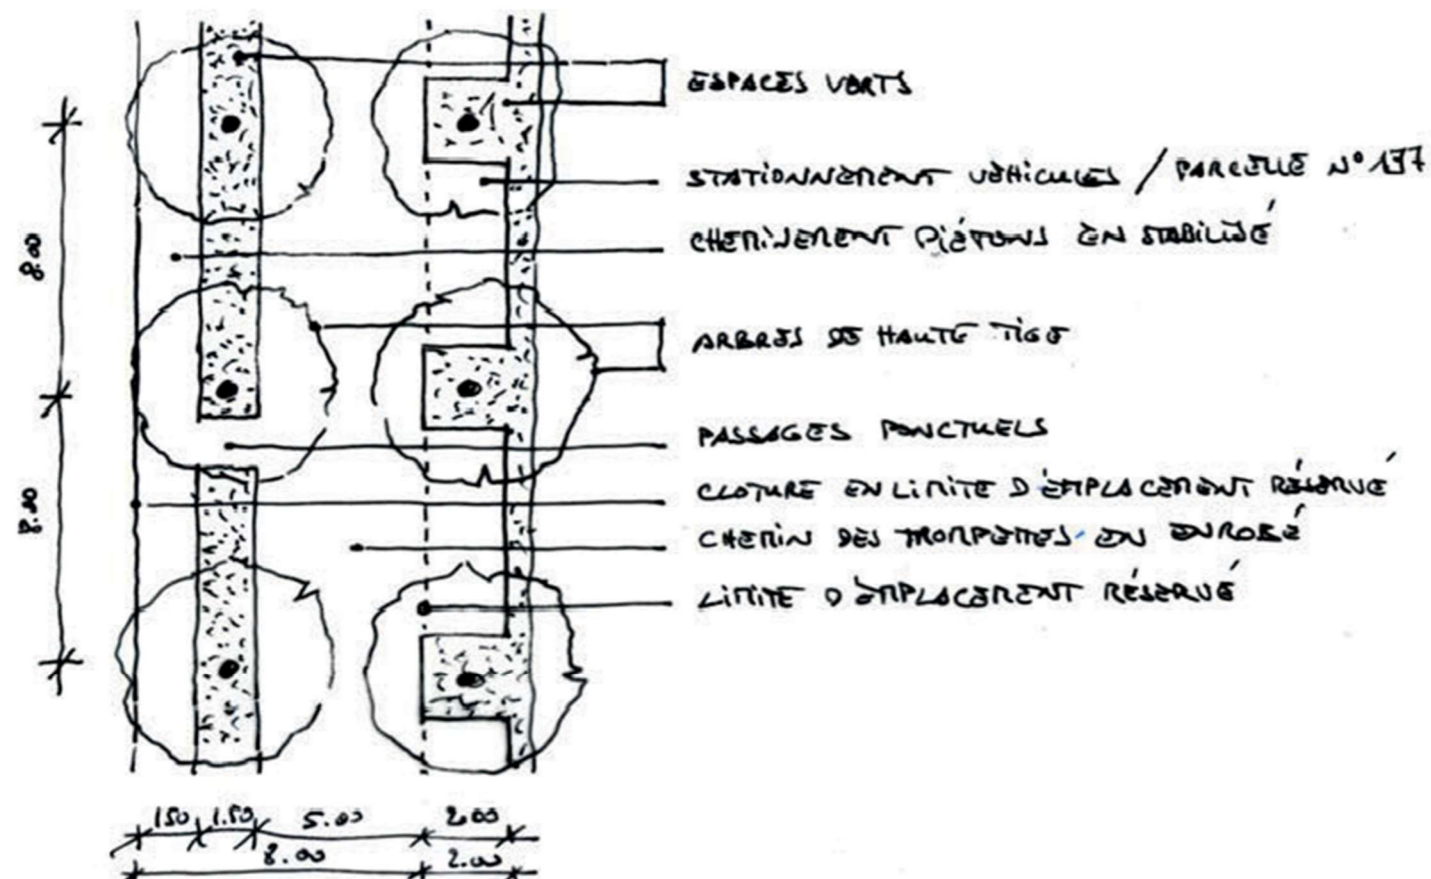 ESPACES VERTS
STATIONNEMENT VÉHICULES / PARCELLE N° 137
CHEMINEMENT PIÉTONS EN STABILISÉ
8.00
ARBRES DE HAUTE TIGE
PASSAGES PONCTUELS
CLOTURE EN LIMITE D'EMPLACEMENT RÉSERVÉ
8.00
CHEMIN DES TROMPETTES EN ENROBÉ
LIMITE D'EMPLACEMENT RÉSERVÉ
150 1.50 5.00 2.00
8.00 2.00